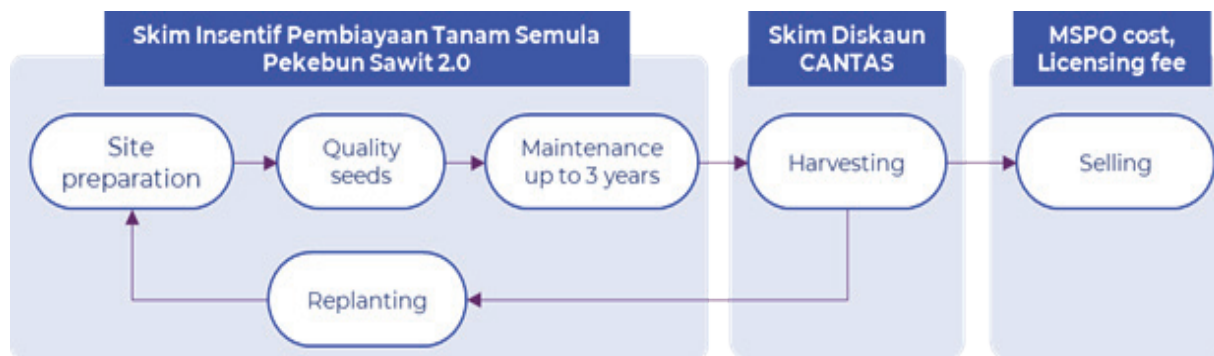 Skim Insentif Pembiayaan Tanam Semula
Pekebun Sawit 2.0
Skim Diskaun
CANTAS
MSPO cost,
Licensing fee
Site
preparation
Quality
seeds
Maintenance
up to 3 years
Harvesting
Selling
Replanting